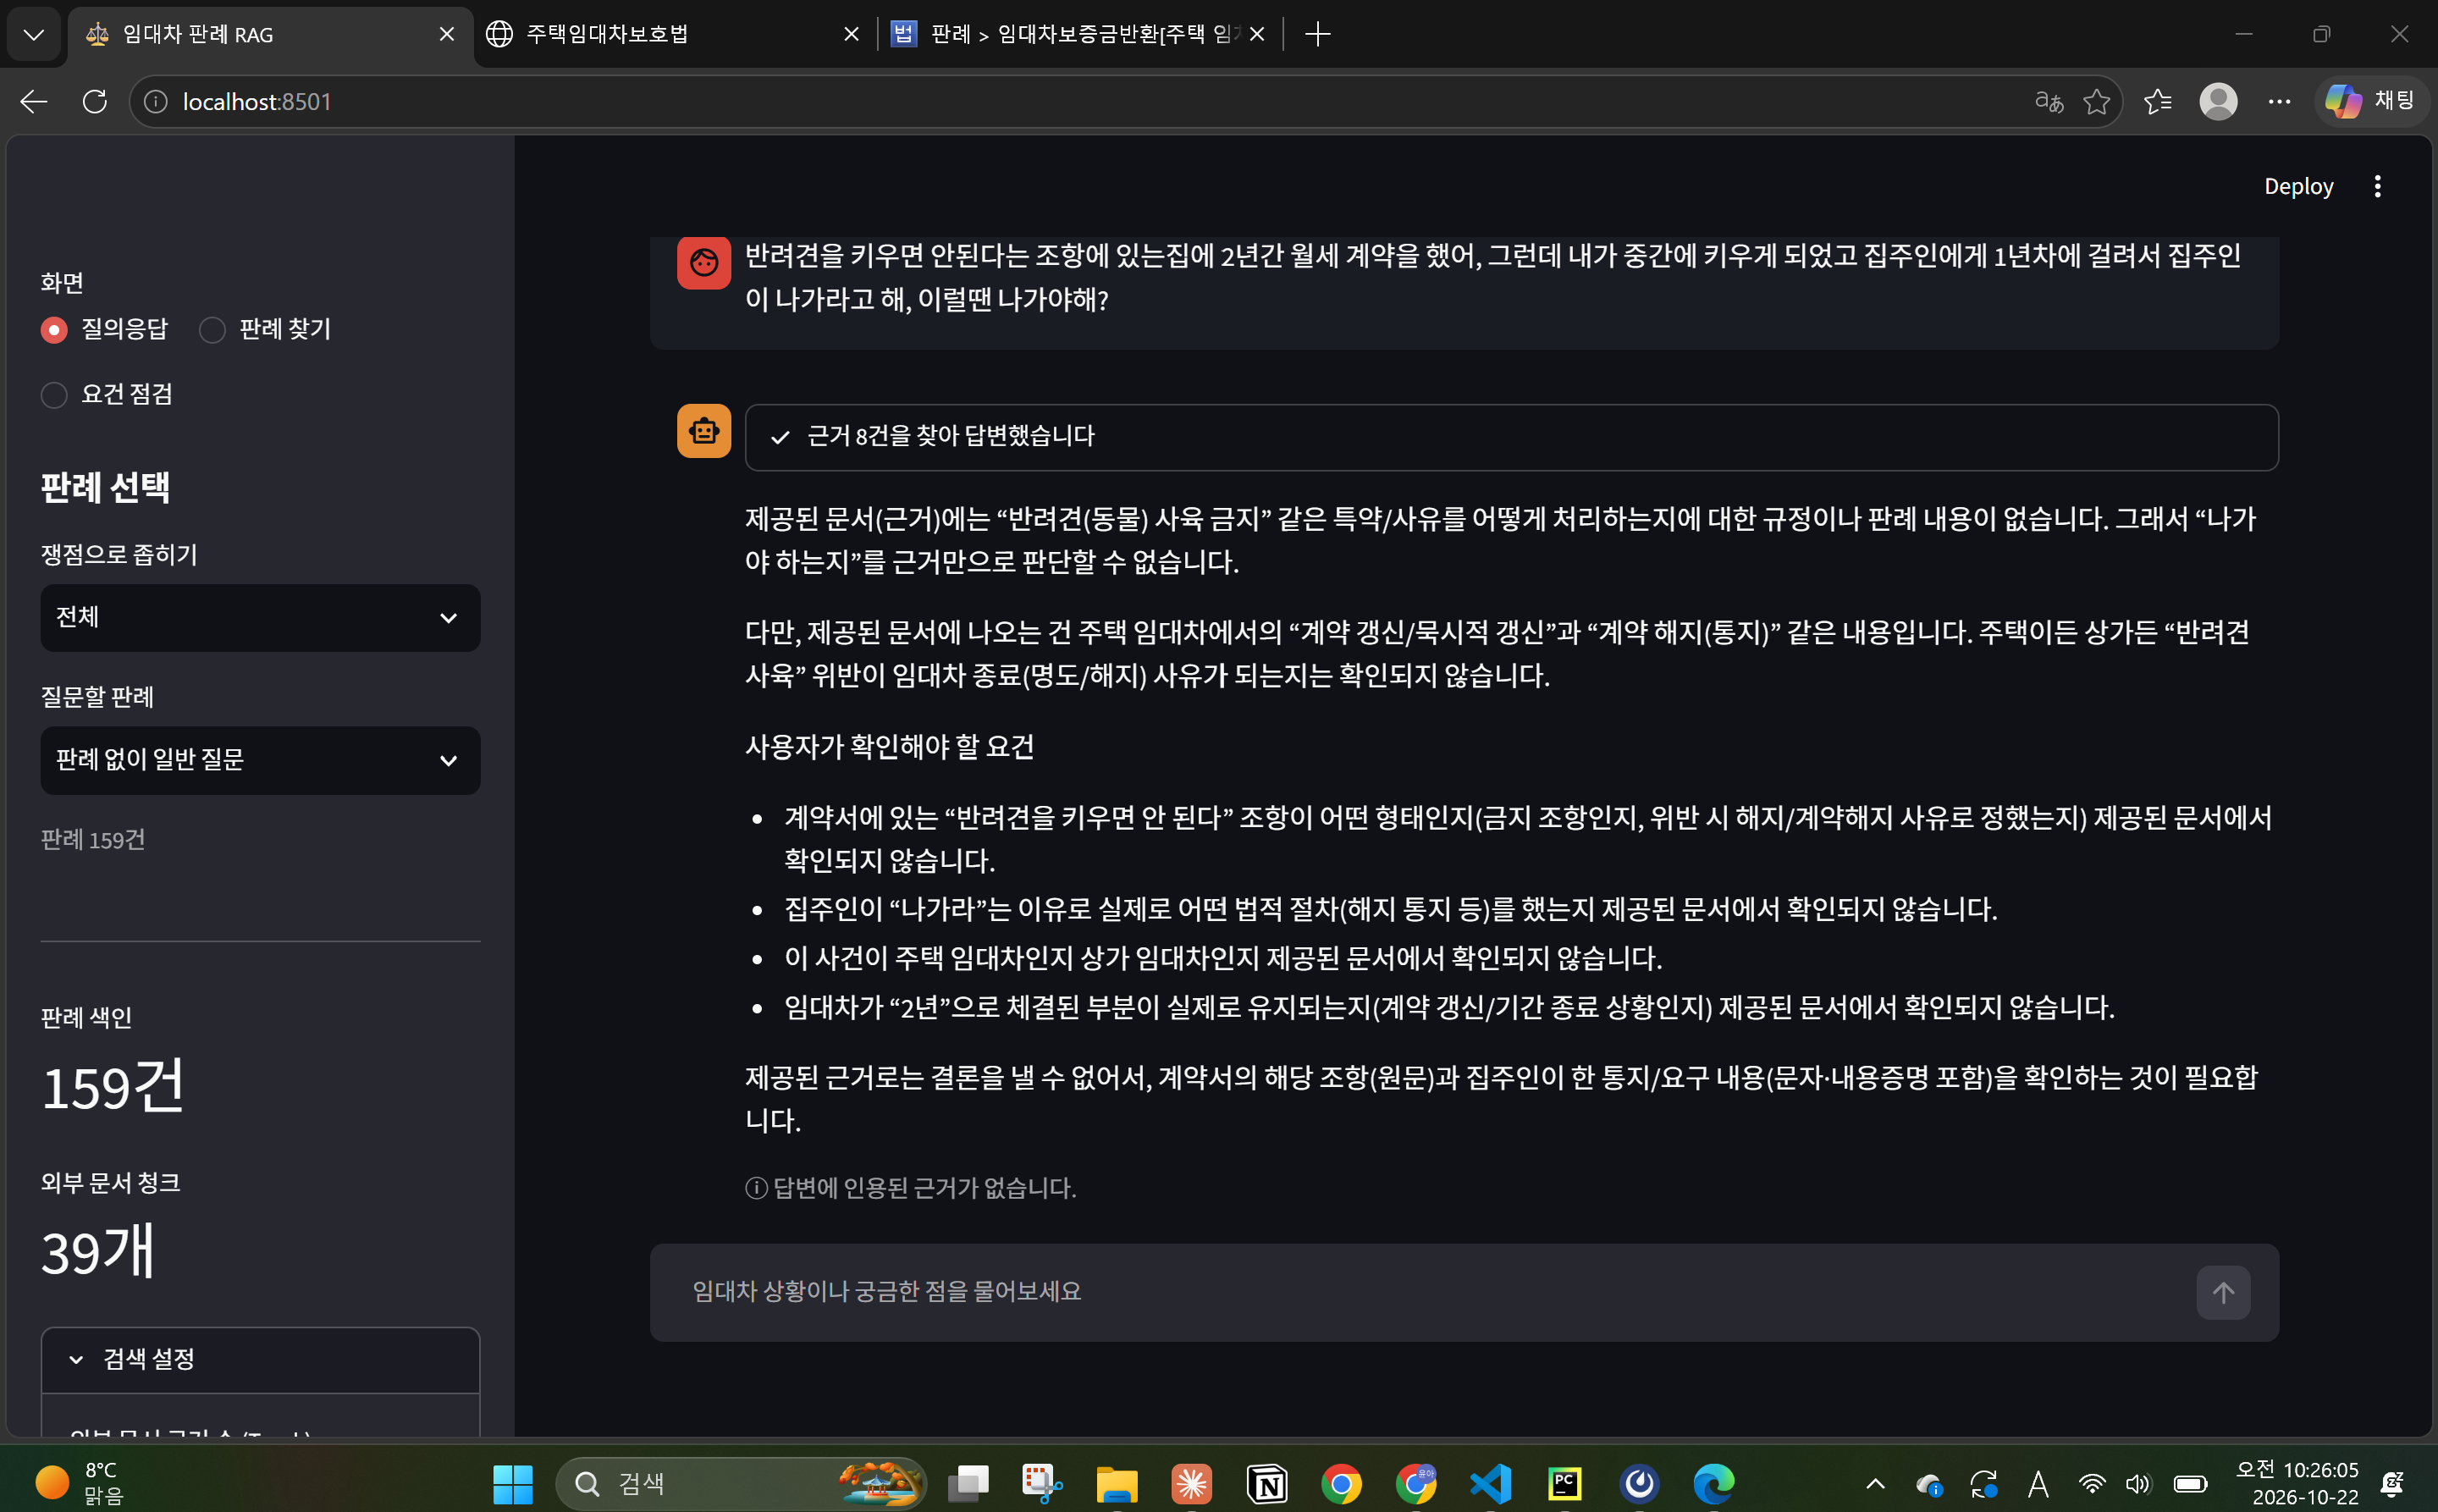 임대차 판례 RAG
주택임대차보호법
법 판례 > 임대차보증금반환[주택 임
localhost:8501
채팅
Deploy
화면
질의응답
판례 찾기
요건 점검
판례 선택
쟁점으로 좁히기
전체
질문할 판례
판례 없이 일반 질문
판례 159건
판례 색인
159건
외부 문서 청크
39개
검색 설정
반려견을 키우면 안된다는 조항에 있는집에 2년간 월세 계약을 했어, 그런데 내가 중간에 키우게 되었고 집주인에게 1년차에 걸려서 집주인
이 나가라고 해, 이럴땐 나가야해?
근거 8건을 찾아 답변했습니다
제공된 문서(근거)에는 “반려견(동물) 사육 금지” 같은 특약/사유를 어떻게 처리하는지에 대한 규정이나 판례 내용이 없습니다. 그래서 “나가
야 하는지”를 근거만으로 판단할 수 없습니다.
다만, 제공된 문서에 나오는 건 주택 임대차에서의 “계약 갱신/묵시적 갱신”과 “계약 해지(통지)” 같은 내용입니다. 주택이든 상가든 “반려견
사육” 위반이 임대차 종료(명도/해지) 사유가 되는지는 확인되지 않습니다.
사용자가 확인해야 할 요건
• 계약서에 있는 “반려견을 키우면 안 된다” 조항이 어떤 형태인지(금지 조항인지, 위반 시 해지/계약해지 사유로 정했는지) 제공된 문서에서
확인되지 않습니다.
• 집주인이 “나가라”는 이유로 실제로 어떤 법적 절차(해지 통지 등)를 했는지 제공된 문서에서 확인되지 않습니다.
• 이 사건이 주택 임대차인지 상가 임대차인지 제공된 문서에서 확인되지 않습니다.
• 임대차가 “2년”으로 체결된 부분이 실제로 유지되는지(계약 갱신/기간 종료 상황인지) 제공된 문서에서 확인되지 않습니다.
제공된 근거로는 결론을 낼 수 없어서, 계약서의 해당 조항(원문)과 집주인이 한 통지/요구 내용(문자·내용증명 포함)을 확인하는 것이 필요합
니다.
답변에 인용된 근거가 없습니다.
임대차 상황이나 궁금한 점을 물어보세요
8°C
맑음
검색
윤아
PC
A
오전 10:26:05
2026-10-22